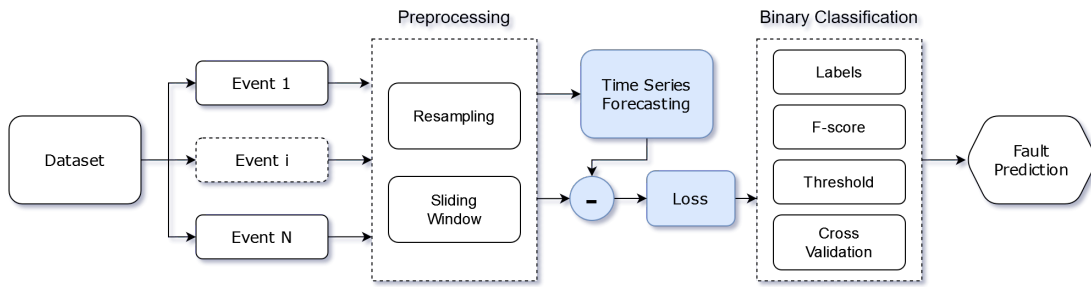 Preprocessing
Binary Classification
Dataset
Event 1
Event i
Event N
Resampling
Sliding
Window
Time Series
Forecasting
-
Loss
Labels
F-score
Threshold
Cross
Validation
Fault
Prediction